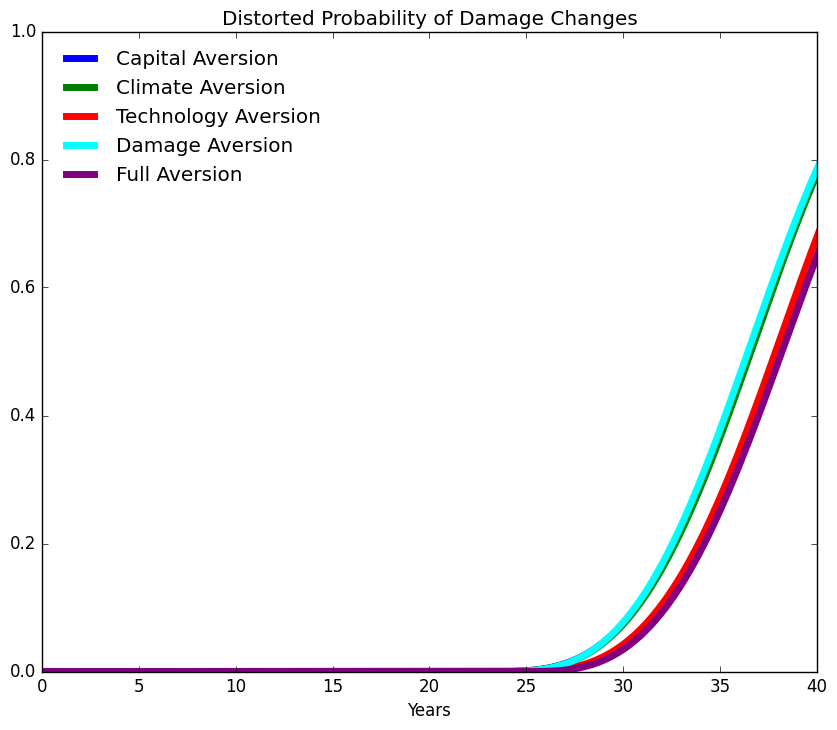 Distorted Probability of Damage Changes
1.0
Capital Aversion
Climate Aversion
Technology Aversion
Damage Aversion
Full Aversion
0.8
0.6
0.4
0.2
0.0
0 5 10 15 20 25 30 35 40
Years